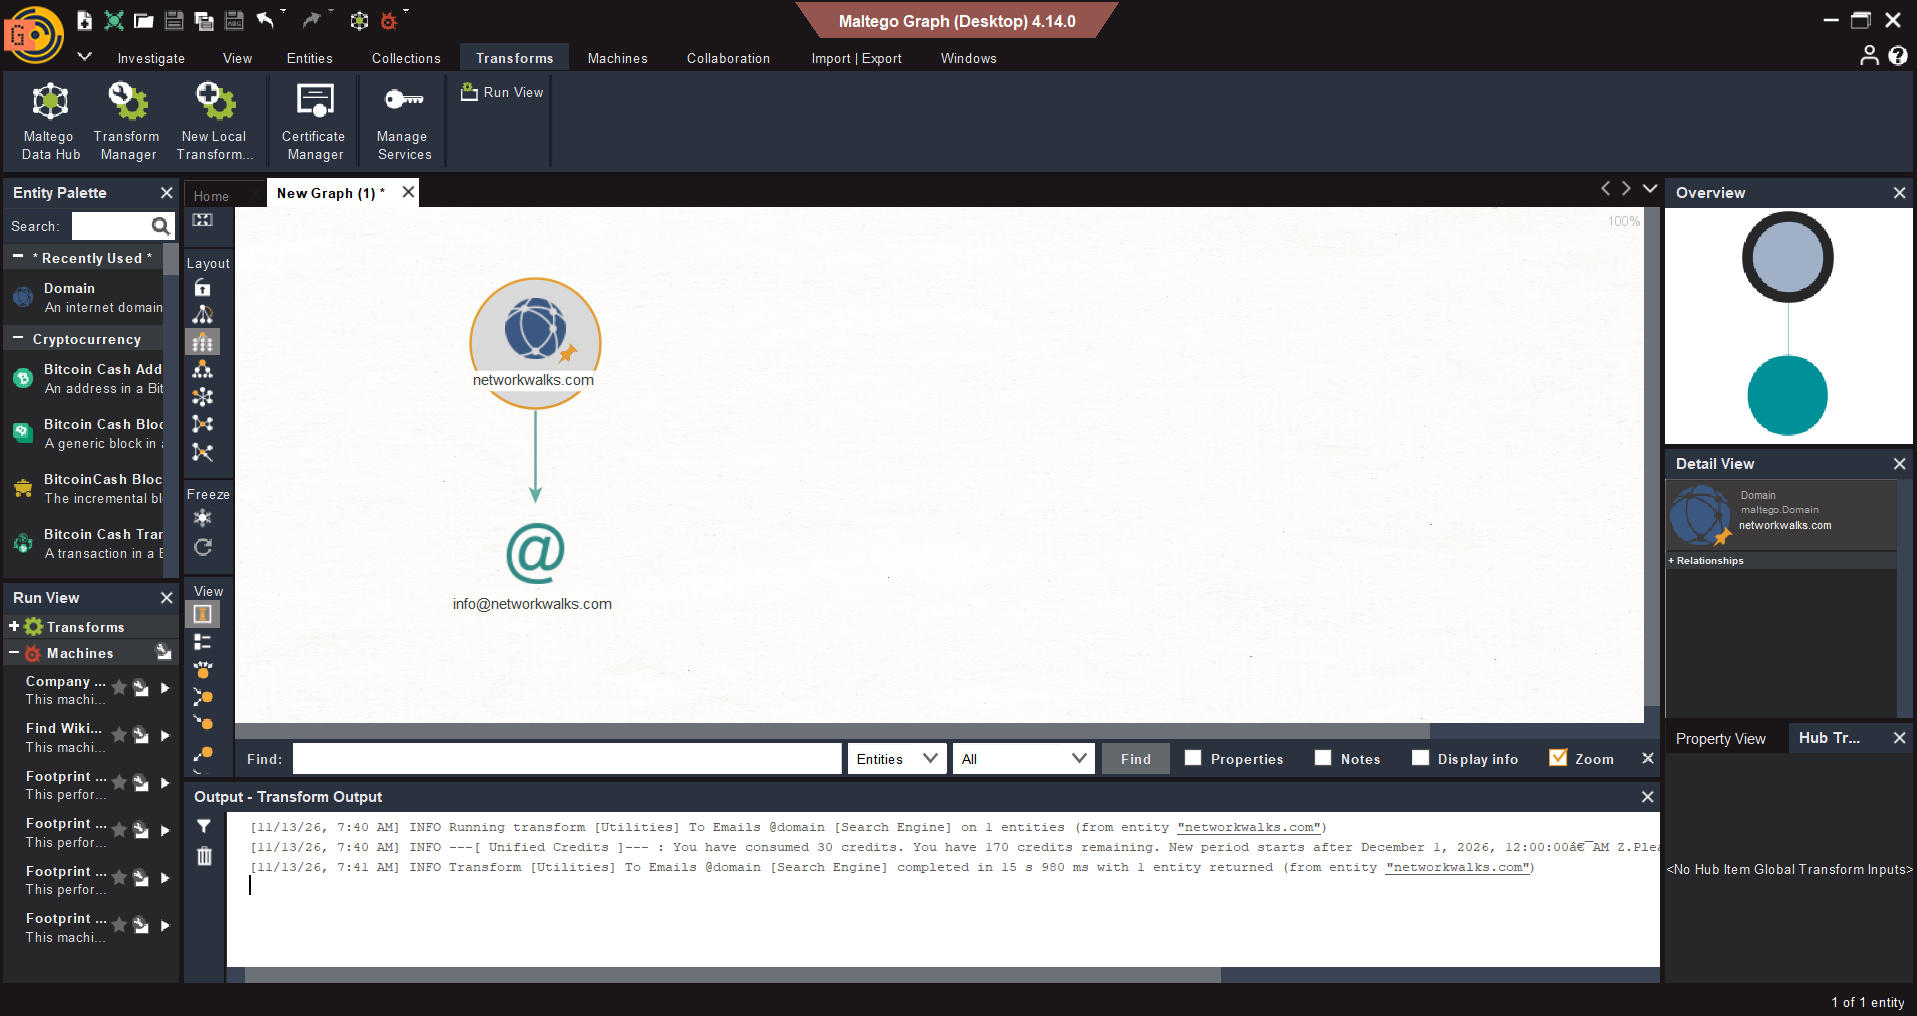 Maltego Graph (Desktop) 4.14.0
Investigate View Entities Collections Transforms Machines Collaboration Import | Export Windows
Maltego Data Hub
Transform Manager
New Local Transform...
Certificate Manager
Manage Services
Run View
Entity Palette
Search:
* Recently Used *
Domain
An internet domain
Cryptocurrency
Bitcoin Cash Add
An address in a Bit
Bitcoin Cash Bloc
A generic block in a
BitcoinCash Bloc
The incremental bl
Bitcoin Cash Tran
A transaction in a B
Run View
Transforms
Machines
Company ...
This machi...
Find Wiki...
This machi...
Footprint ...
This perfor...
Footprint ...
This perfor...
Footprint ...
This perfor...
Footprint ...
This machi...
Home
New Graph (1) *
Layout
Freeze
View
100%
networkwalks.com
@
info@networkwalks.com
Find:
Entities
All
Find
Properties
Notes
Display info
Zoom
Output - Transform Output
[11/13/26, 7:40 AM] INFO Running transform [Utilities] To Emails @domain [Search Engine] on 1 entities (from entity "networkwalks.com")
[11/13/26, 7:40 AM] INFO ---[ Unified Credits ]--- : You have consumed 30 credits. You have 170 credits remaining. New period starts after December 1, 2026, 12:00:00â€¯AM Z.Plea
[11/13/26, 7:41 AM] INFO Transform [Utilities] To Emails @domain [Search Engine] completed in 15 s 980 ms with 1 entity returned (from entity "networkwalks.com")
Overview
Detail View
Domain
maltego.Domain
networkwalks.com
+ Relationships
Property View
Hub Tr...
<No Hub Item Global Transform Inputs>
1 of 1 entity